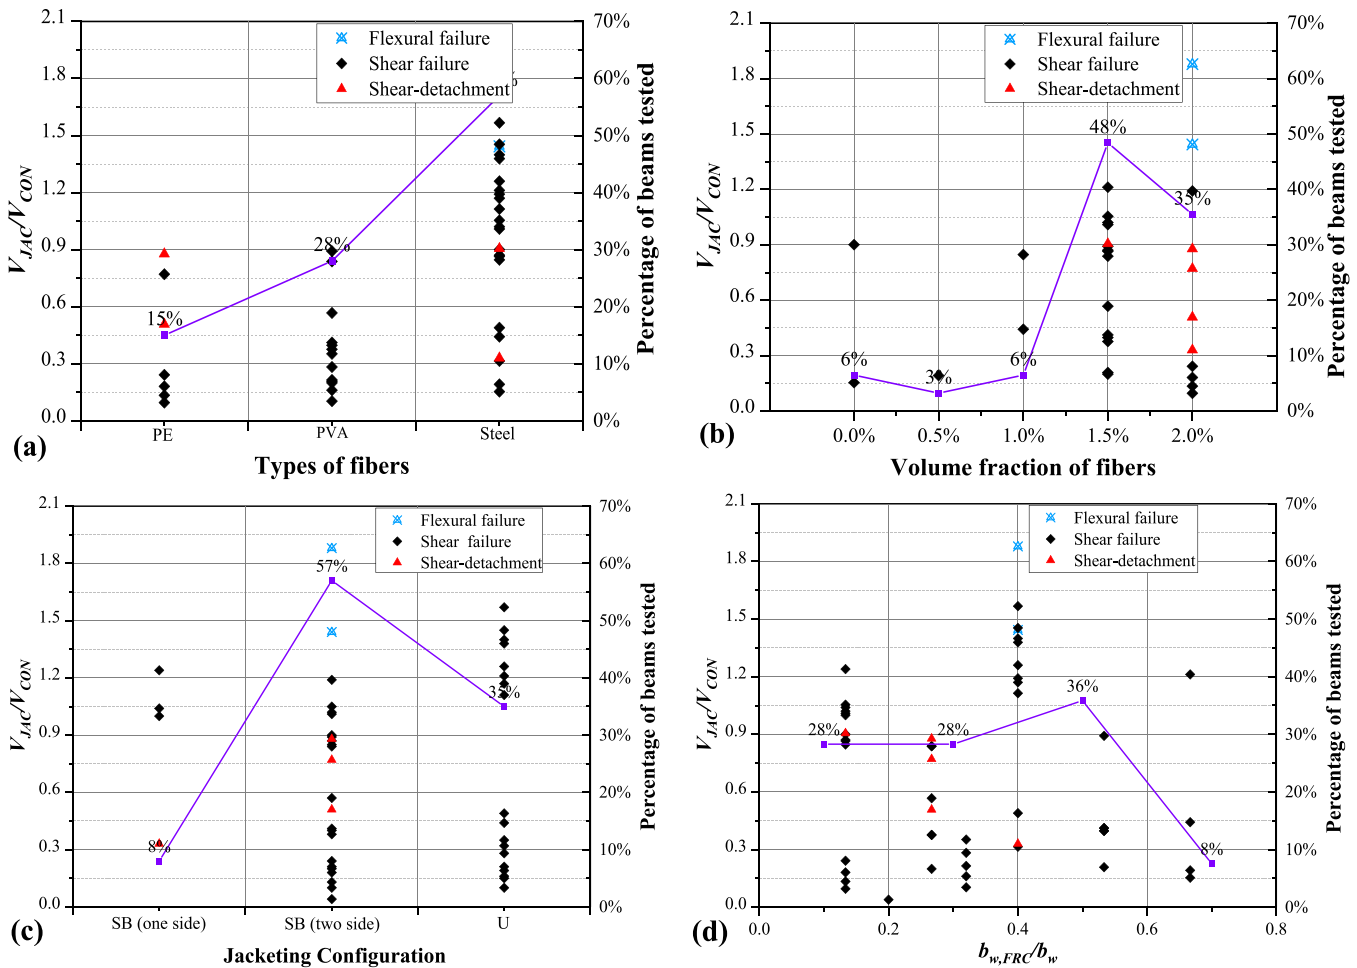 2.1
1.8
1.5
1.2
0.9
0.6
0.3
0.0
V_JAC/V_CON
70%
60%
50%
40%
30%
20%
10%
0%
Percentage of beams tested
Flexural failure
Shear failure
Shear-detachment
15%
28%
%
PE
PVA
Steel
Types of fibers
(a)
2.1
1.8
1.5
1.2
0.9
0.6
0.3
0.0
V_JAC/V_CON
70%
60%
50%
40%
30%
20%
10%
0%
Percentage of beams tested
Flexural failure
Shear failure
Shear-detachment
6%
3%
6%
48%
35%
0.0%
0.5%
1.0%
1.5%
2.0%
Volume fraction of fibers
(b)
2.1
1.8
1.5
1.2
0.9
0.6
0.3
0.0
V_JAC/V_CON
70%
60%
50%
40%
30%
20%
10%
0%
Percentage of beams tested
Flexural failure
Shear failure
Shear-detachment
8%
57%
35%
SB (one side)
SB (two side)
U
Jacketing Configuration
(c)
2.1
1.8
1.5
1.2
0.9
0.6
0.3
0.0
V_JAC/V_CON
70%
60%
50%
40%
30%
20%
10%
0%
Percentage of beams tested
Flexural failure
Shear failure
Shear-detachment
28%
28%
36%
8%
0.0
0.2
0.4
0.6
0.8
b_w,FRC/b_w
(d)